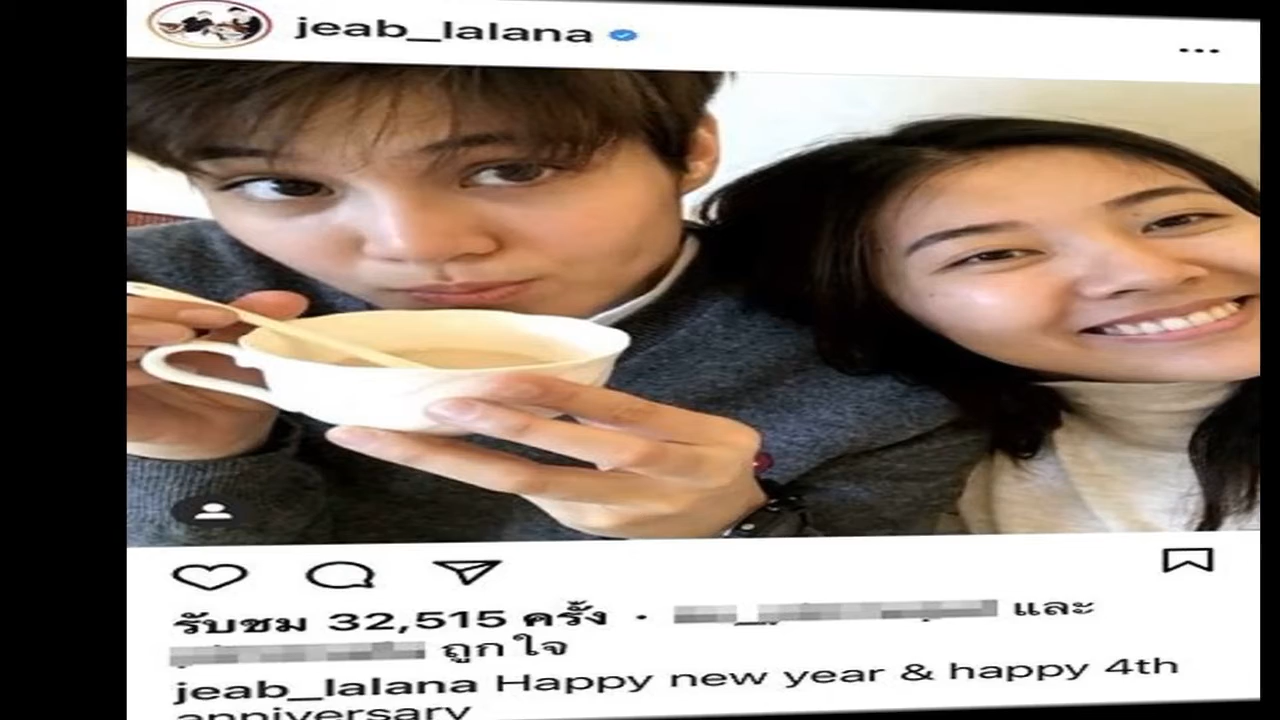 jeab_lalana
รับชม 32,515 ครั้ง · และ
ถูกใจ
jeab_lalana Happy new year & happy 4th
anniversary